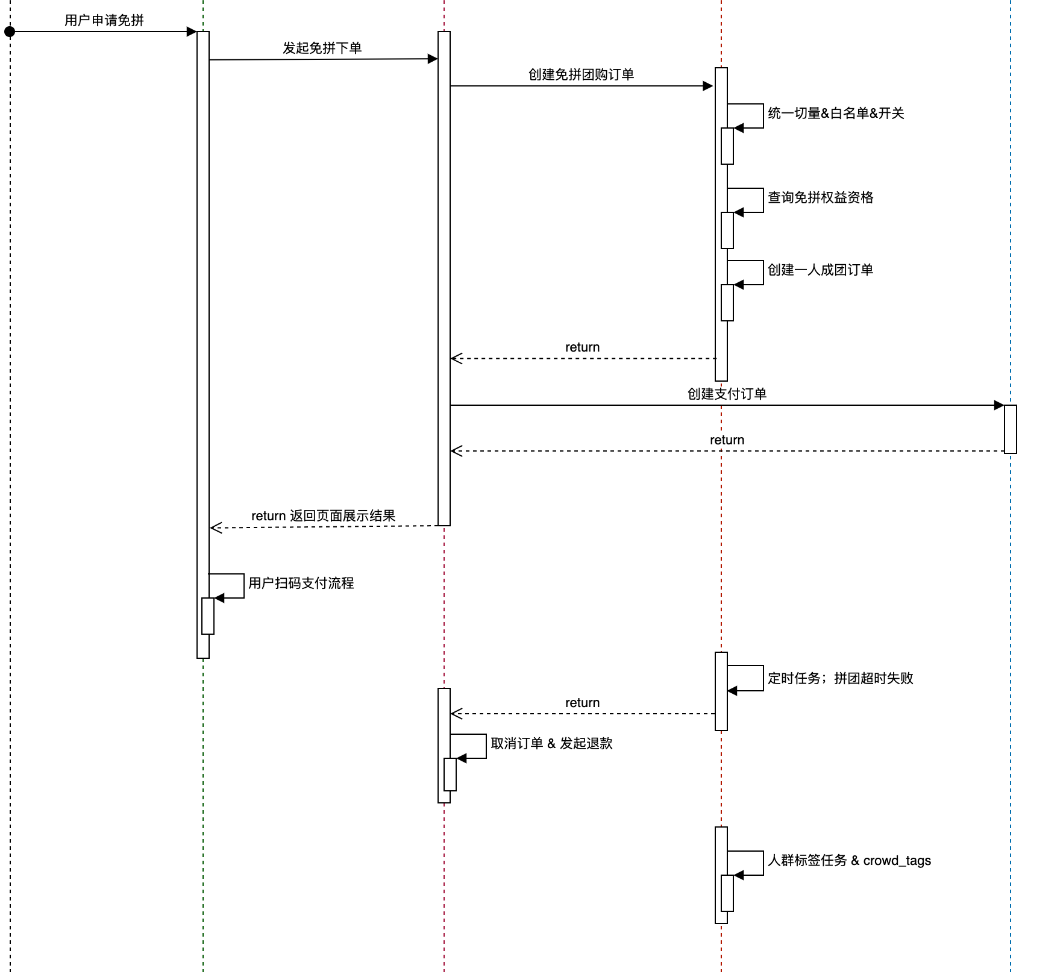 用户申请免拼
发起免拼下单
创建免拼团购订单
统一切量&白名单&开关
查询免拼权益资格
创建一人成团订单
return
创建支付订单
return
return 返回页面展示结果
用户扫码支付流程
定时任务；拼团超时失败
return
取消订单 & 发起退款
人群标签任务 & crowd_tags